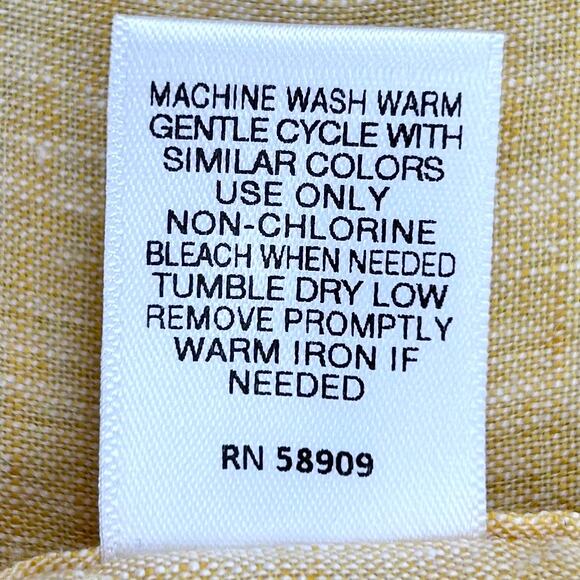 MACHINE WASH WARM
GENTLE CYCLE WITH
SIMILAR COLORS
USE ONLY
NON-CHLORINE
BLEACH WHEN NEEDED
TUMBLE DRY LOW
REMOVE PROMPTLY
WARM IRON IF
NEEDED
RN 58909